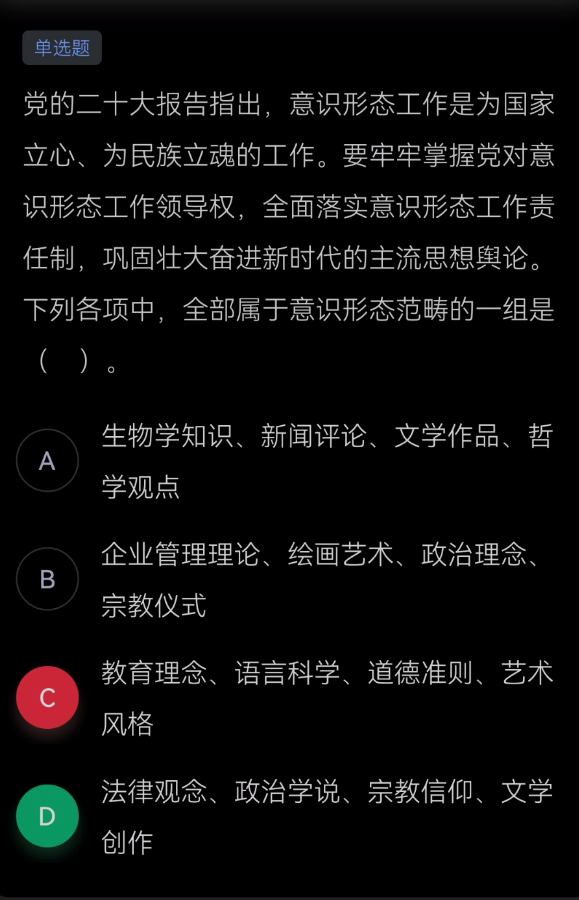 单选题
党的二十大报告指出，意识形态工作是为国家
立心、为民族立魂的工作。要牢牢掌握党对意
识形态工作领导权，全面落实意识形态工作责
任制，巩固壮大奋进新时代的主流思想舆论。
下列各项中，全部属于意识形态范畴的一组是
（　）。
A
生物学知识、新闻评论、文学作品、哲
学观点
B
企业管理理论、绘画艺术、政治理念、
宗教仪式
C
教育理念、语言科学、道德准则、艺术
风格
D
法律观念、政治学说、宗教信仰、文学
创作